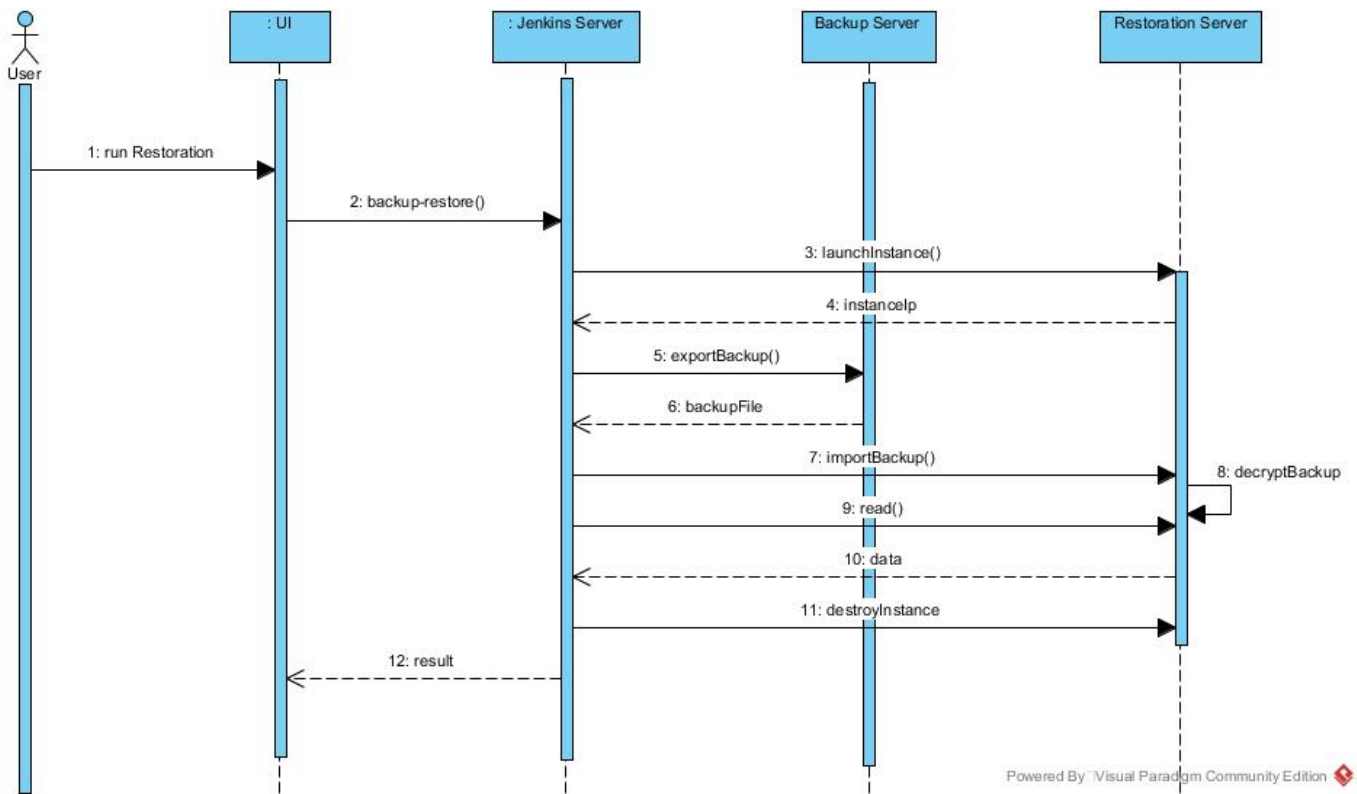 : UI
: Jenkins Server
Backup Server
Restoration Server
User
1: run Restoration
2: backup-restore()
3: launchInstance()
4: instanceIp
5: exportBackup()
6: backupFile
7: importBackup()
8: decryptBackup
9: read()
10: data
11: destroyInstance
12: result
Powered By Visual Paradigm Community Edition